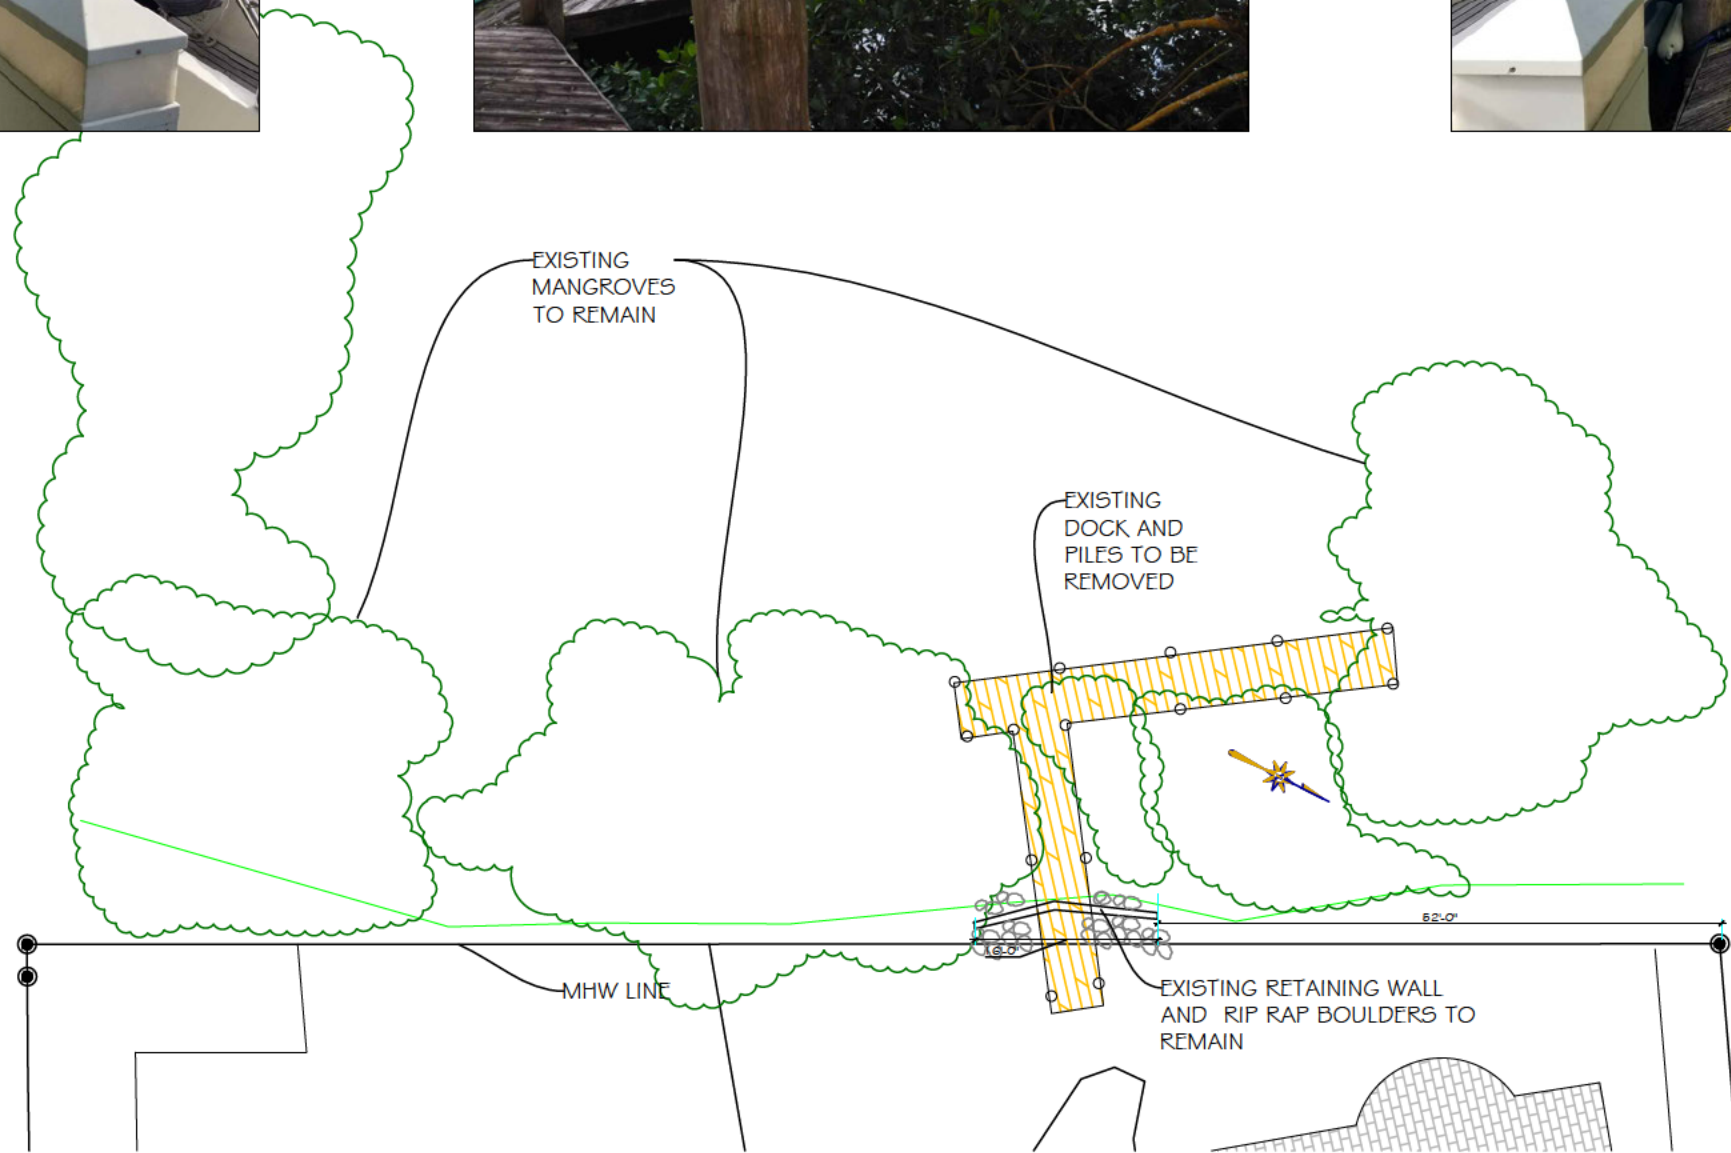 EXISTING
MANGROVES
TO REMAIN
EXISTING
DOCK AND
PILES TO BE
REMOVED
52'-0"
MHW LINE
EXISTING RETAINING WALL
AND RIP RAP BOULDERS TO
REMAIN